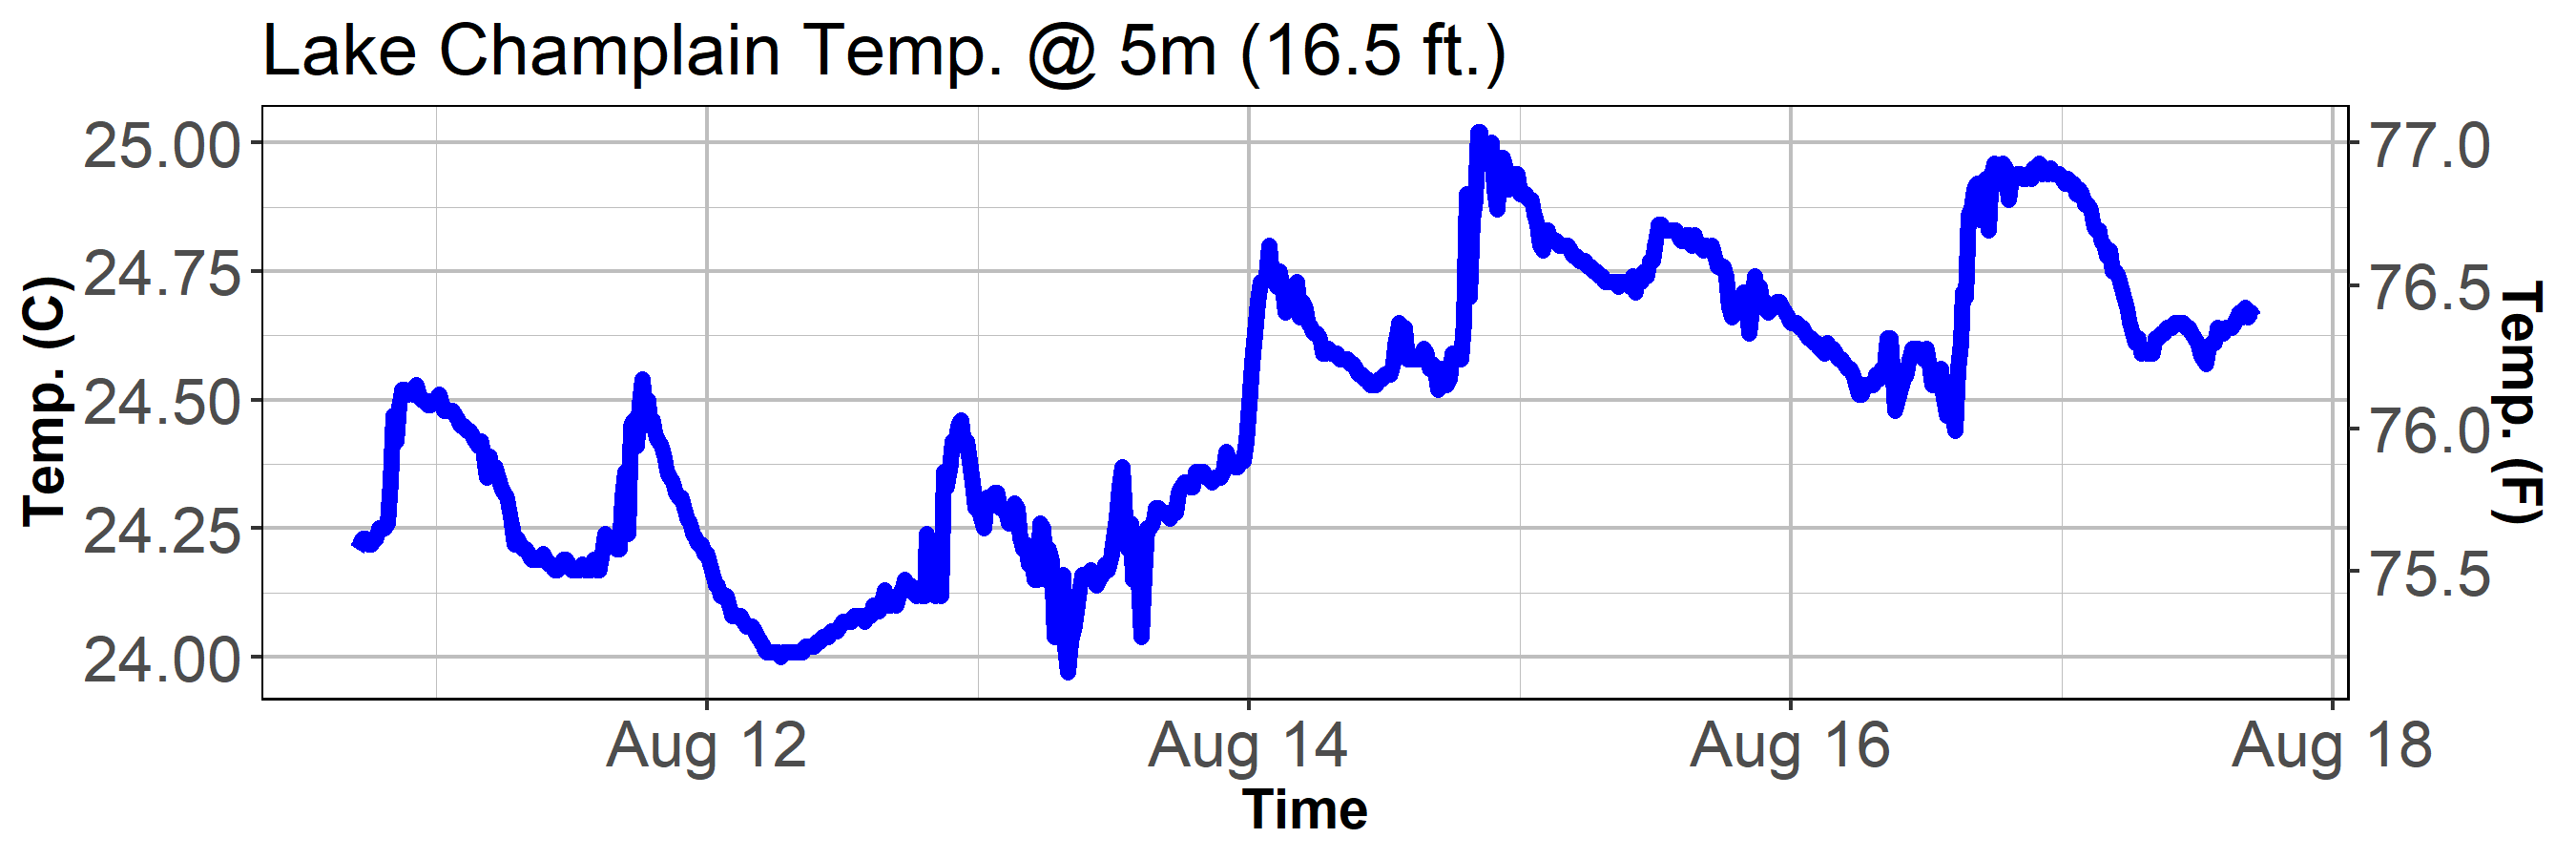 Lake Champlain Temp. @ 5m (16.5 ft.)
Temp. (C)
25.00
24.75
24.50
24.25
24.00
77.0
76.5
76.0
75.5
Temp. (F)
Aug 12
Aug 14
Aug 16
Aug 18
Time